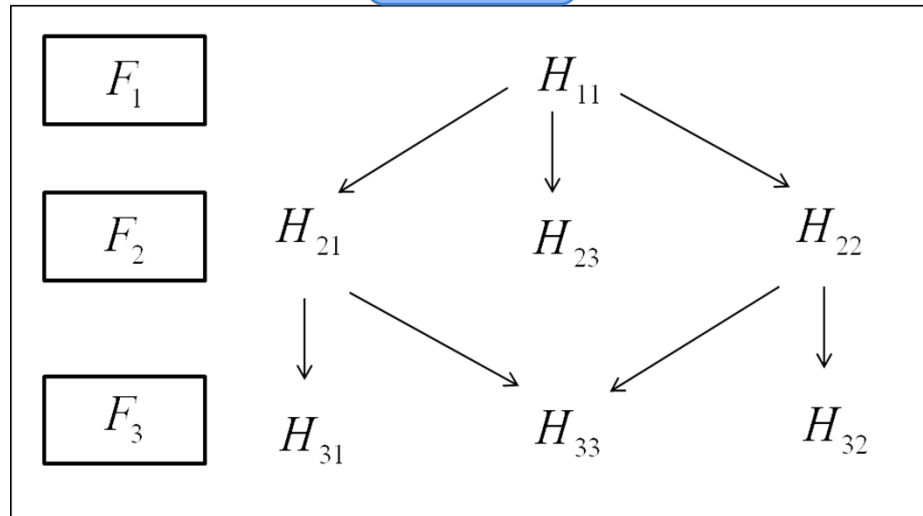 F₁ H₁₁
F₂ H₂₁ H₂₃ H₂₂
F₃ H₃₁ H₃₃ H₃₂